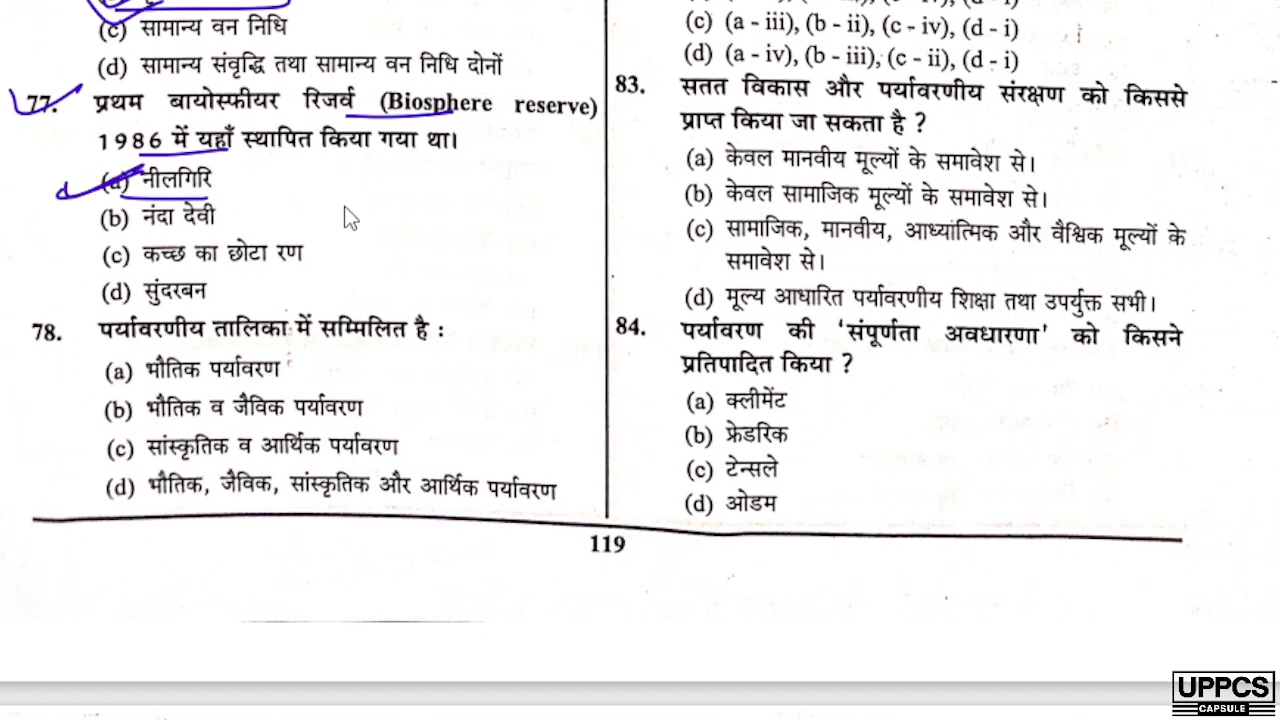 (c) सामान्य वन निधि
(d) सामान्य संवृद्धि तथा सामान्य वन निधि दोनों
77. प्रथम बायोस्फीयर रिजर्व (Biosphere reserve)
1986 में यहाँ स्थापित किया गया था।
(a) नीलगिरि
(b) नंदा देवी
(c) कच्छ का छोटा रण
(d) सुंदरबन
78. पर्यावरणीय तालिका में सम्मिलित है :
(a) भौतिक पर्यावरण
(b) भौतिक व जैविक पर्यावरण
(c) सांस्कृतिक व आर्थिक पर्यावरण
(d) भौतिक, जैविक, सांस्कृतिक और आर्थिक पर्यावरण
(c) (a - iii), (b - ii), (c - iv), (d - i)
(d) (a - iv), (b - iii), (c - ii), (d - i)
83. सतत विकास और पर्यावरणीय संरक्षण को किससे
प्राप्त किया जा सकता है ?
(a) केवल मानवीय मूल्यों के समावेश से।
(b) केवल सामाजिक मूल्यों के समावेश से।
(c) सामाजिक, मानवीय, आध्यात्मिक और वैश्विक मूल्यों के
समावेश से।
(d) मूल्य आधारित पर्यावरणीय शिक्षा तथा उपर्युक्त सभी।
84. पर्यावरण की 'संपूर्णता अवधारणा' को किसने
प्रतिपादित किया ?
(a) क्लीमेंट
(b) फ्रेडरिक
(c) टेन्सले
(d) ओडम
119
UPPCS
CAPSULE